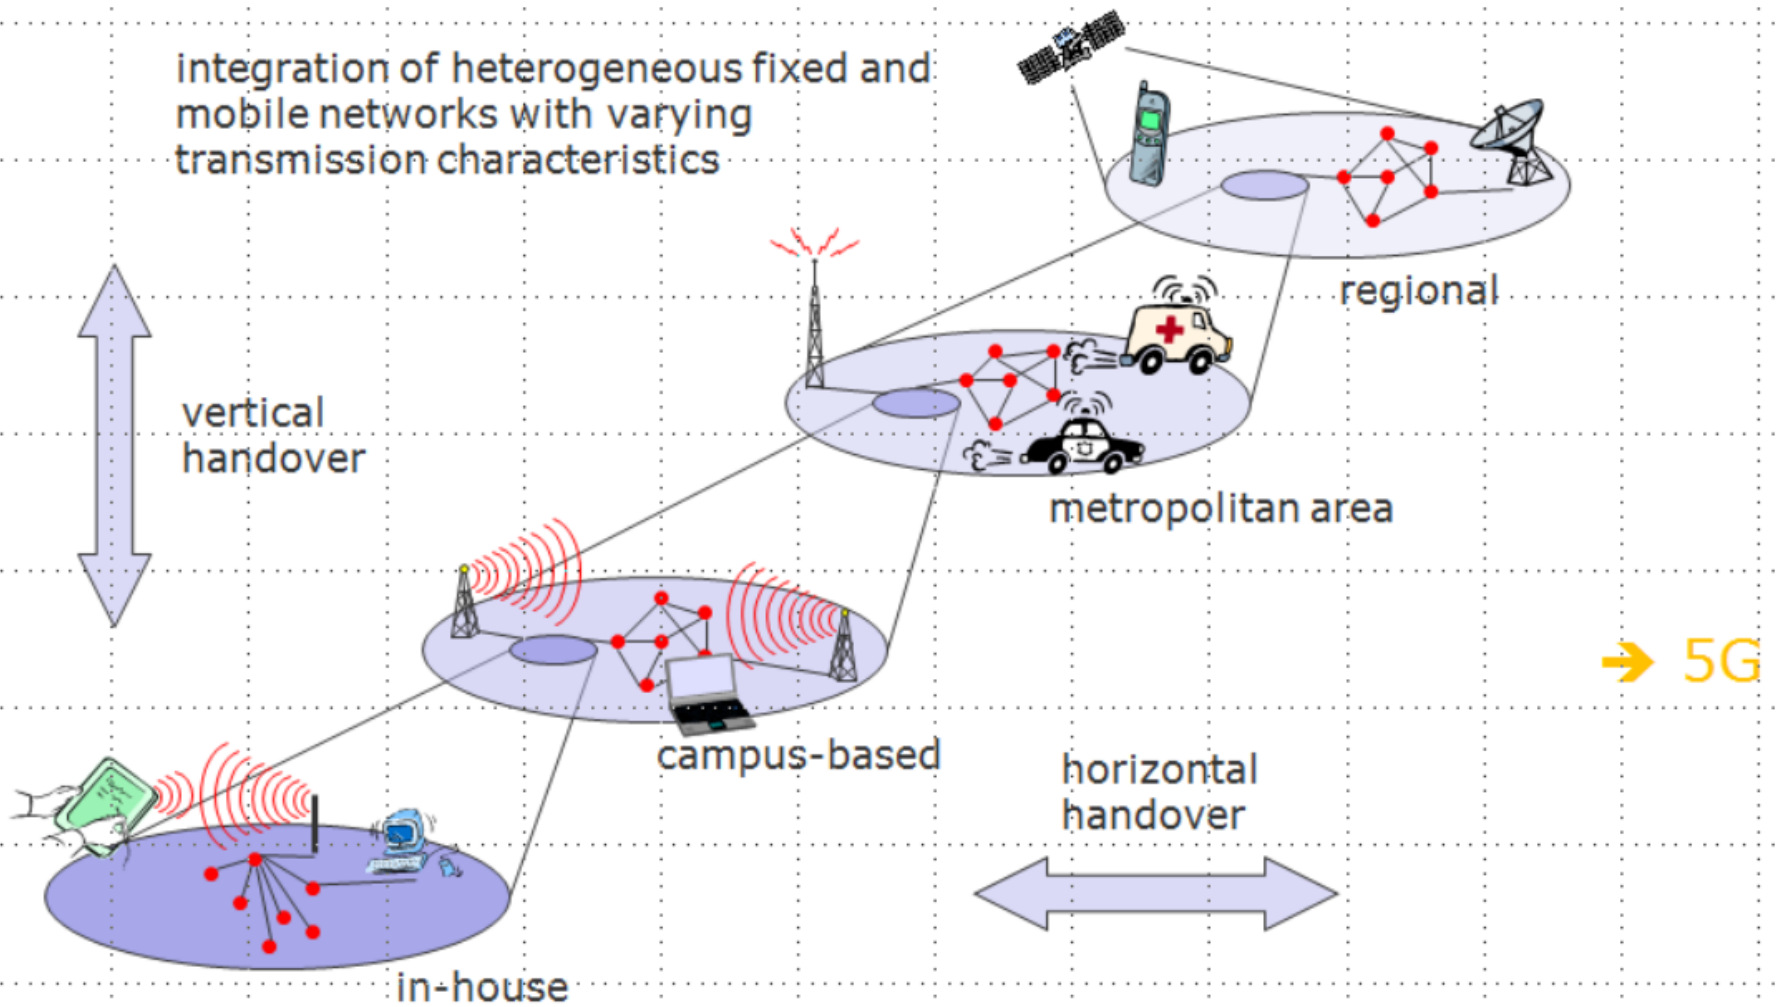 integration of heterogeneous fixed and
mobile networks with varying
transmission characteristics
regional
vertical
handover
metropolitan area
➔ 5G
campus-based
horizontal
handover
in-house